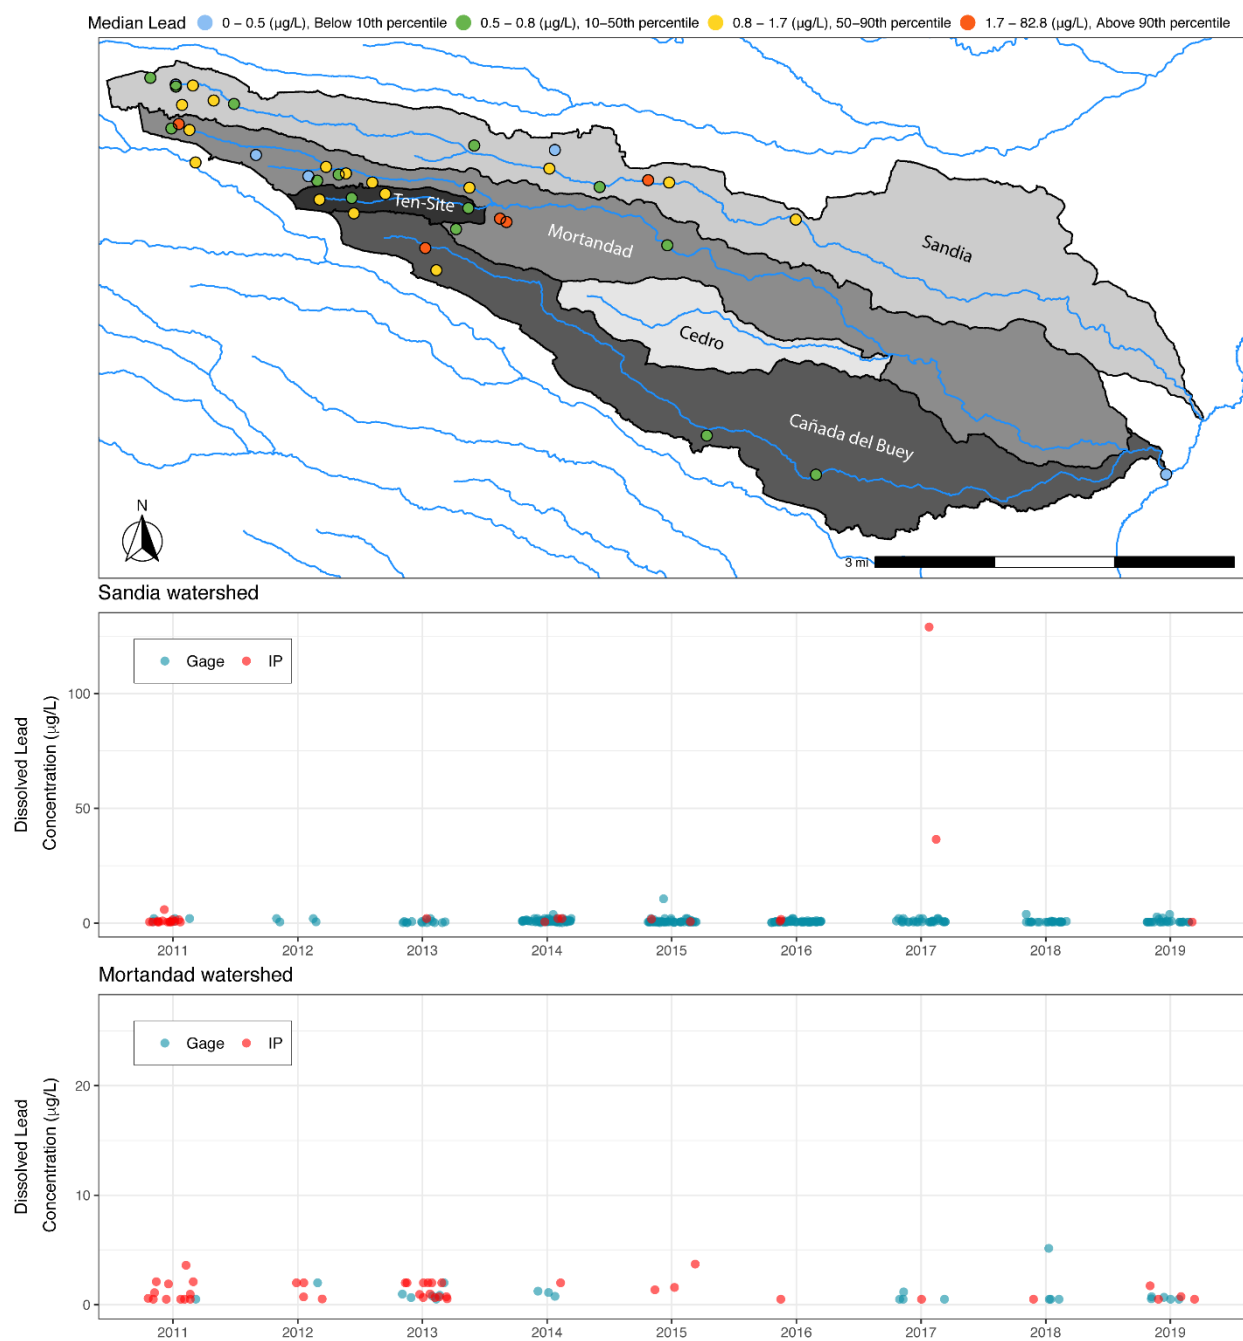 Median Lead 0 – 0.5 (µg/L), Below 10th percentile 0.5 – 0.8 (µg/L), 10–50th percentile 0.8 – 1.7 (µg/L), 50–90th percentile 1.7 – 82.8 (µg/L), Above 90th percentile
Ten-Site
Mortandad
Sandia
Cedro
Cañada del Buey
N
3 mi
Sandia watershed
Gage IP
Dissolved Lead
Concentration (µg/L)
100
50
0
2011 2012 2013 2014 2015 2016 2017 2018 2019
Mortandad watershed
Gage IP
Dissolved Lead
Concentration (µg/L)
20
10
0
2011 2012 2013 2014 2015 2016 2017 2018 2019